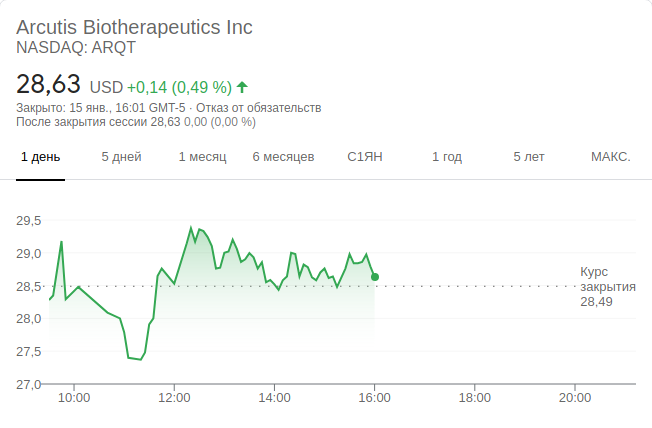 Arcutis Biotherapeutics Inc
NASDAQ: ARQT
28,63 USD +0,14 (0,49 %)
Закрыто: 15 янв., 16:01 GMT-5 · Отказ от обязательств
После закрытия сессии 28,63 0,00 (0,00 %)
1 день 5 дней 1 месяц 6 месяцев С1ЯН 1 год 5 лет МАКС.
29,5
29,0
28,5
28,0
27,5
27,0
Курс
закрытия
28,49
10:00 12:00 14:00 16:00 18:00 20:00